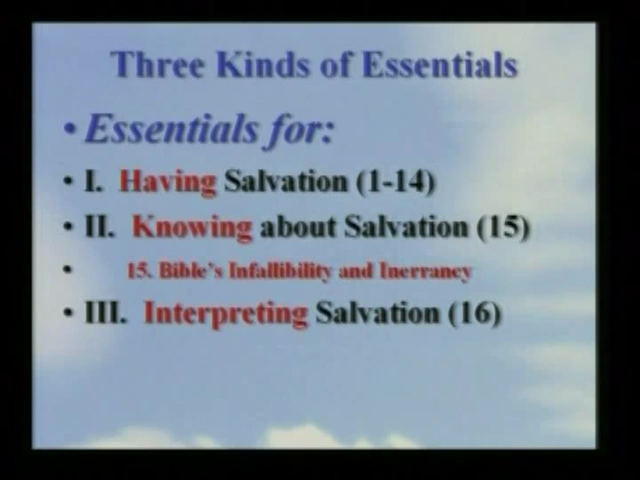 Three Kinds of Essentials
• Essentials for:
• I. Having Salvation (1-14)
• II. Knowing about Salvation (15)
• 15. Bible's Infallibility and Inerrancy
• III. Interpreting Salvation (16)